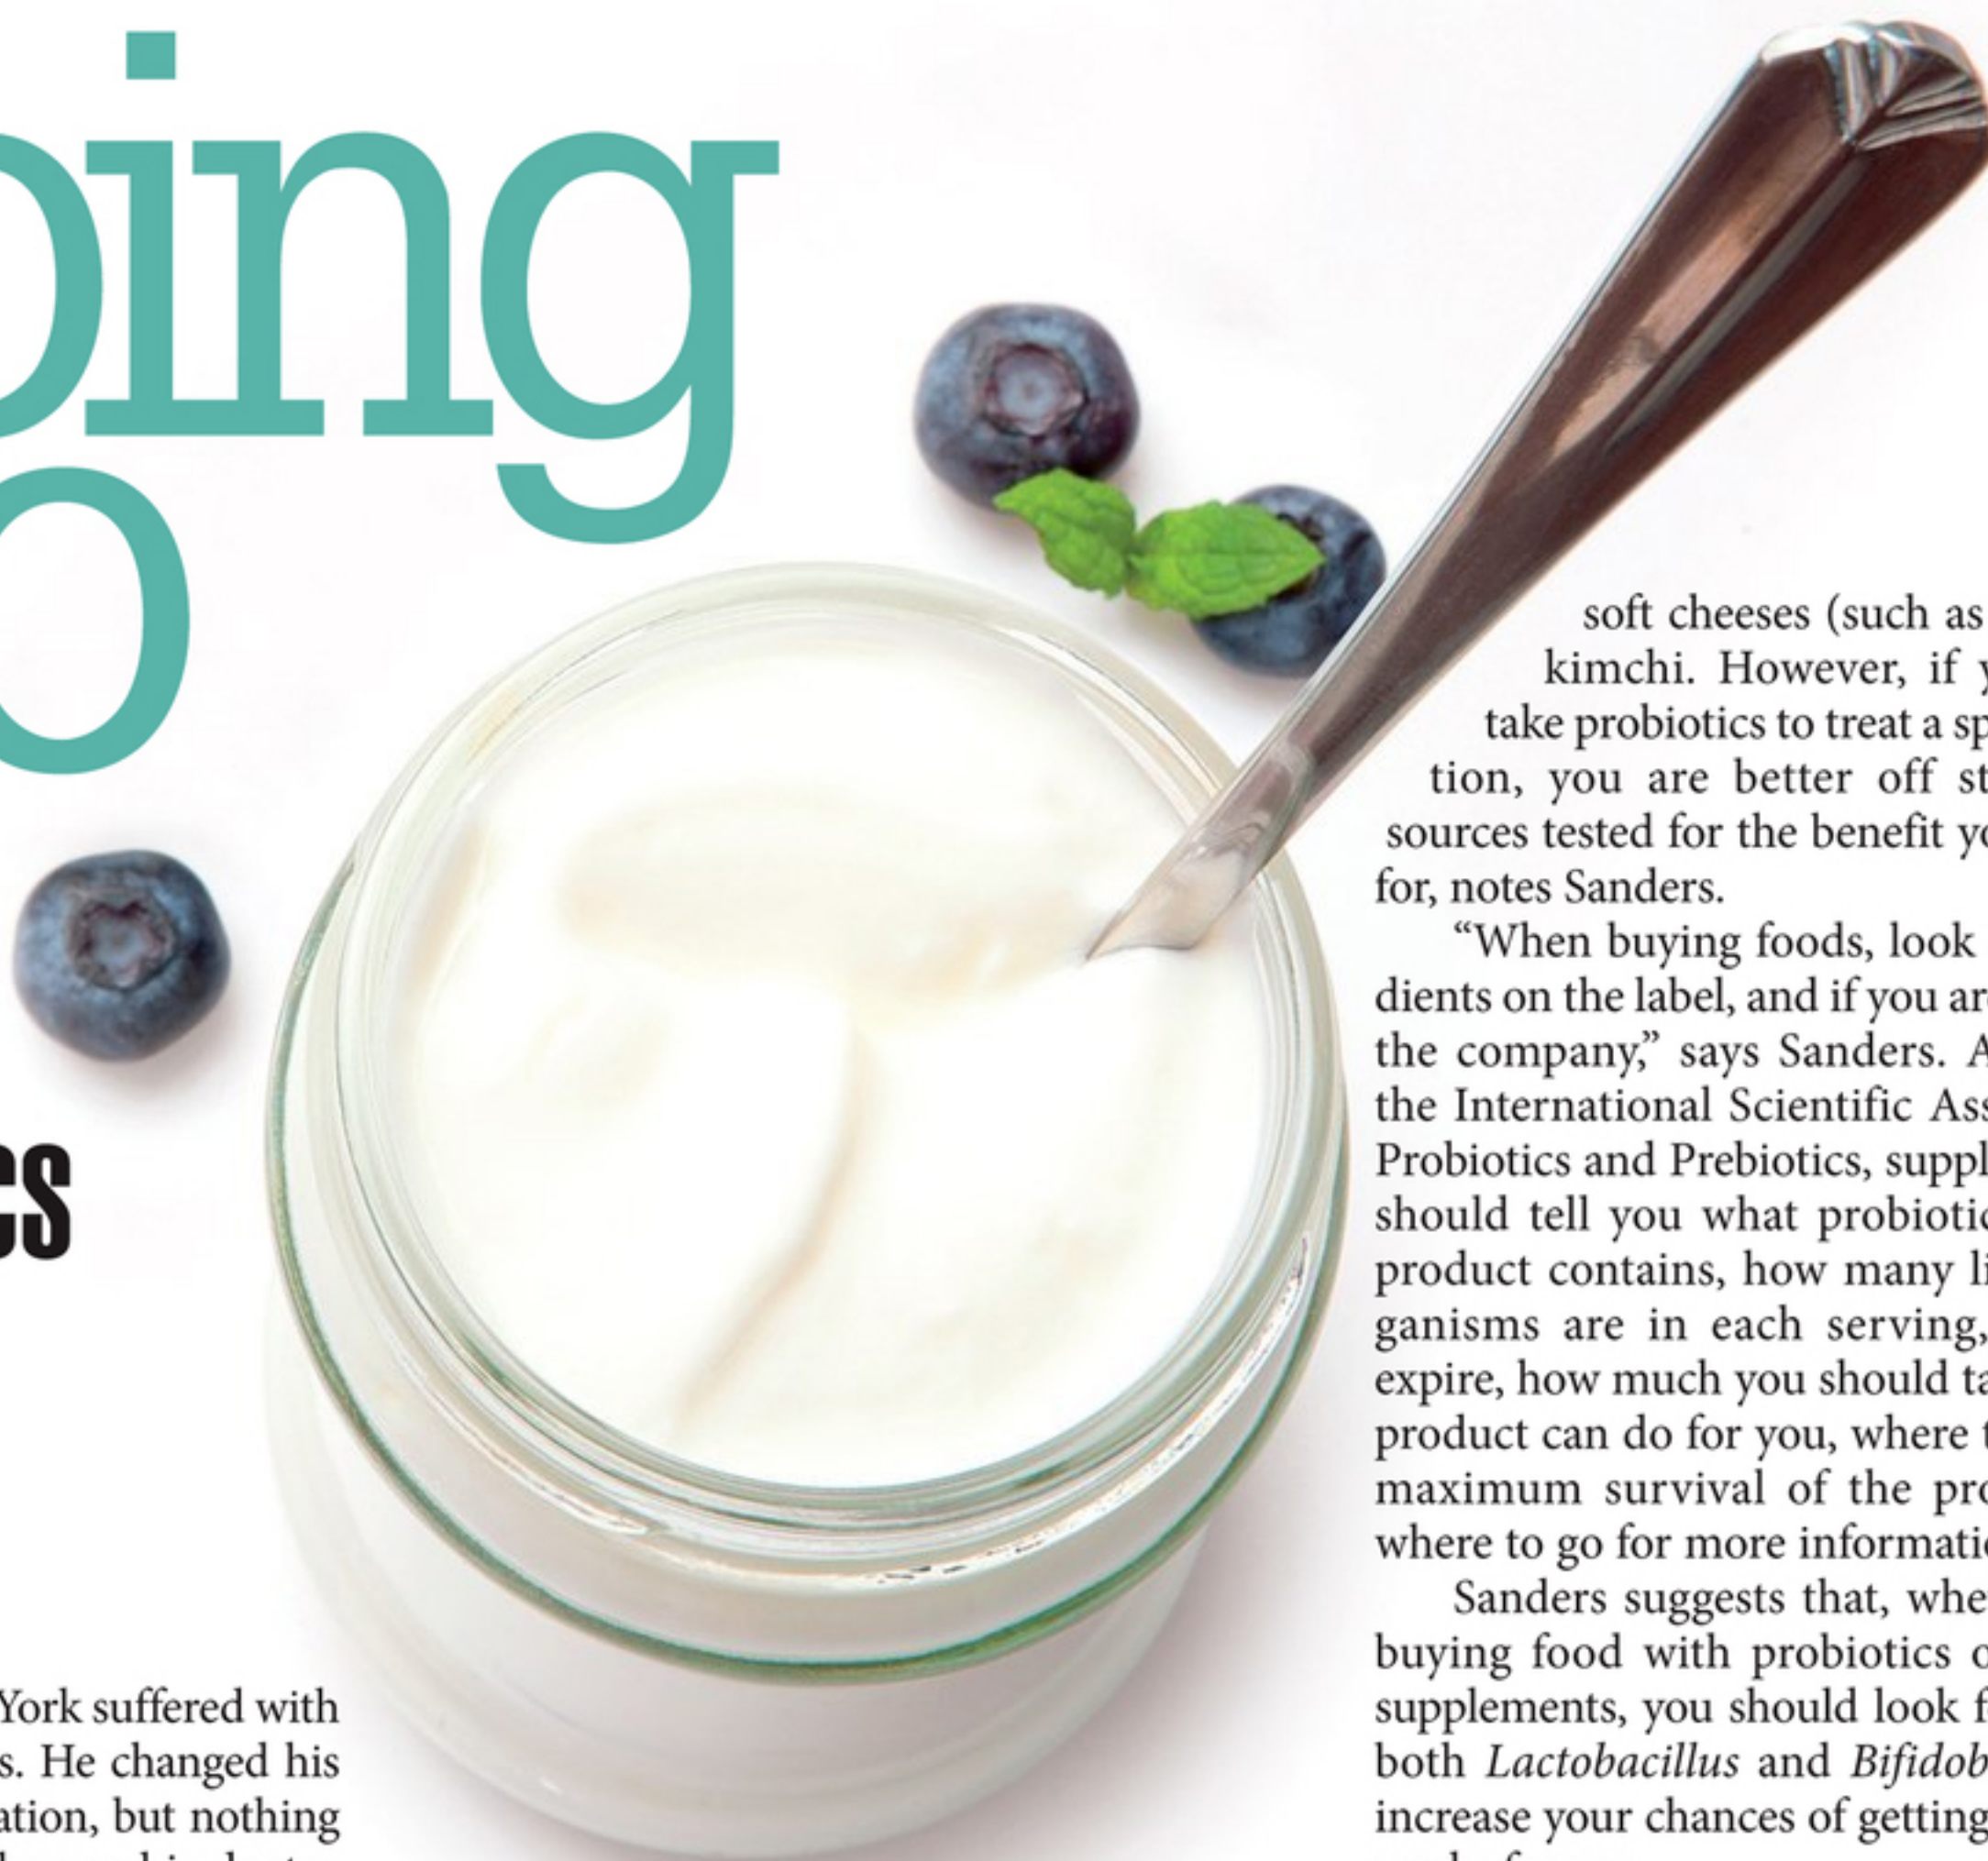 ping
o
cs
York suffered with
s. He changed his
ation, but nothing
soft cheeses (such as
kimchi. However, if y
take probiotics to treat a sp
tion, you are better off st
sources tested for the benefit yo
for, notes Sanders.
“When buying foods, look
dients on the label, and if you are
the company,” says Sanders. A
the International Scientific Ass
Probiotics and Prebiotics, suppl
should tell you what probiotic
product contains, how many li
ganisms are in each serving,
expire, how much you should ta
product can do for you, where t
maximum survival of the pro
where to go for more informatio
Sanders suggests that, whe
buying food with probiotics o
supplements, you should look f
both Lactobacillus and Bifidob
increase your chances of getting